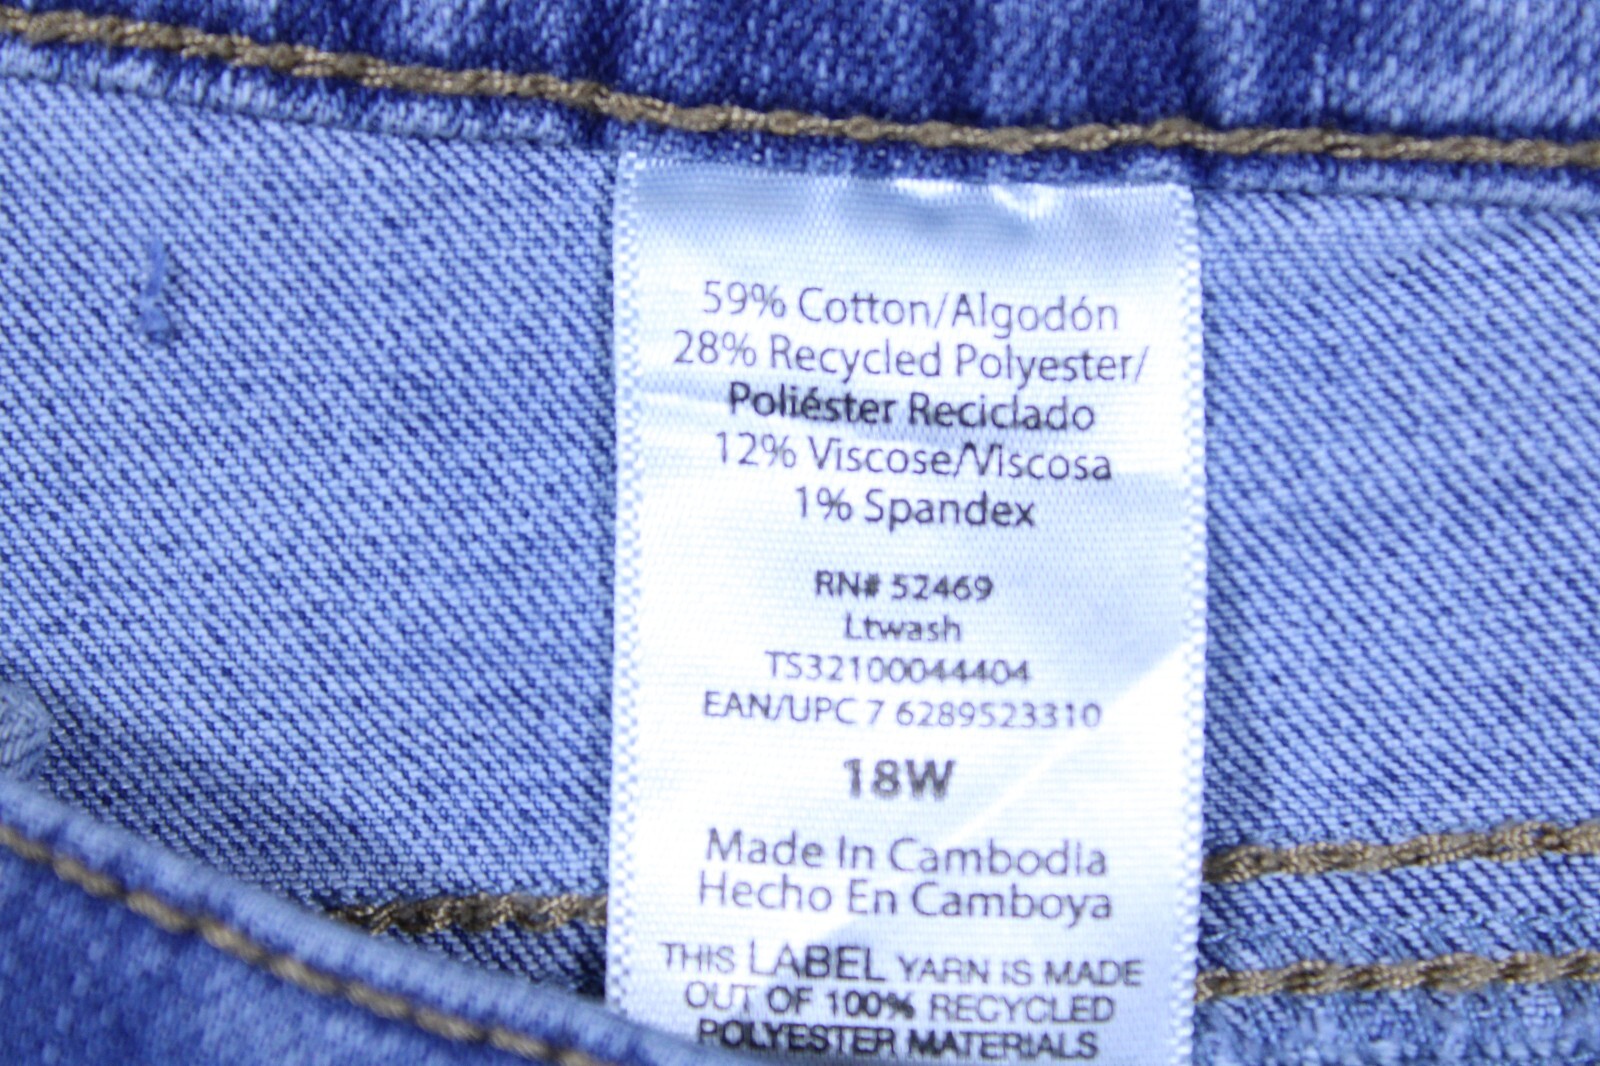 59% Cotton/Algodón
28% Recycled Polyester/
Poliéster Reciclado
12% Viscose/Viscosa
1% Spandex
RN# 52469
Ltwash
TS32100044404
EAN/UPC 7 6289523310
18W
Made In Cambodia
Hecho En Camboya
THIS LABEL YARN IS MADE
OUT OF 100% RECYCLED
POLYESTER MATERIALS